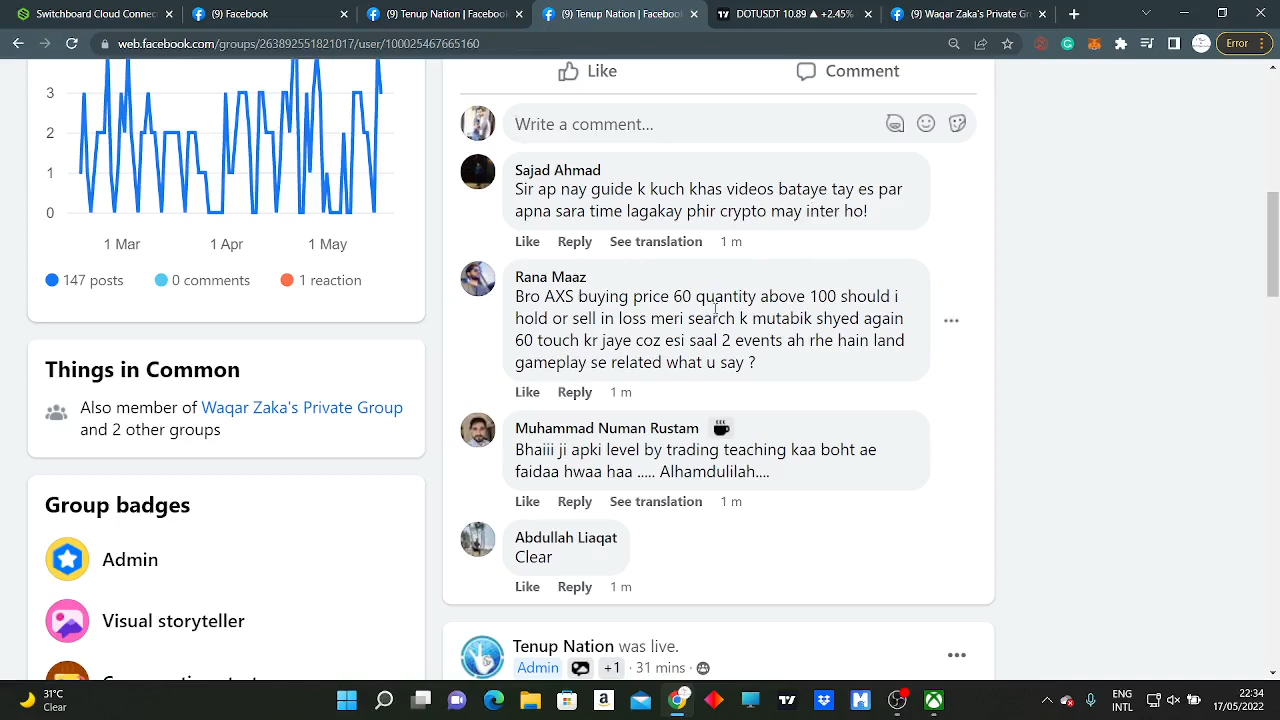 Switched Cloud Connec
(9) Tenup Nation | Facebook
(9) Tenup Nation | Facebook
DOTUSDT 10.89 ▲ +2.45%
(9) Waqar Zaka's Private Gr
web.facebook.com/groups/263892551821017/user/100025467665160
Error
3
2
1
0
1 Mar
1 Apr
1 May
147 posts
0 comments
1 reaction
Things in Common
Also member of Waqar Zaka's Private Group
and 2 other groups
Group badges
Admin
Visual storyteller
Like
Comment
Write a comment...
Sajad Ahmad
Sir ap nay guide k kuch khas videos bataye tay es par
apna sara time lagakay phir crypto may inter ho!
Like Reply See translation 1 m
Rana Maaz
Bro AXS buying price 60 quantity above 100 should i
hold or sell in loss meri search k mutabik shyed again
60 touch kr jaye coz esi saal 2 events ah rhe hain land
gameplay se related what u say ?
Like Reply 1 m
Muhammad Numan Rustam
Bhaiii ji apki level by trading teaching kaa boht ae
faidaa hwaa haa ..... Alhamdulilah....
Like Reply See translation 1 m
Abdullah Liaqat
Clear
Like Reply 1 m
Tenup Nation was live.
Admin +1 · 31 mins ·
31°C
Clear
ENG
INTL
22:34
17/05/2022